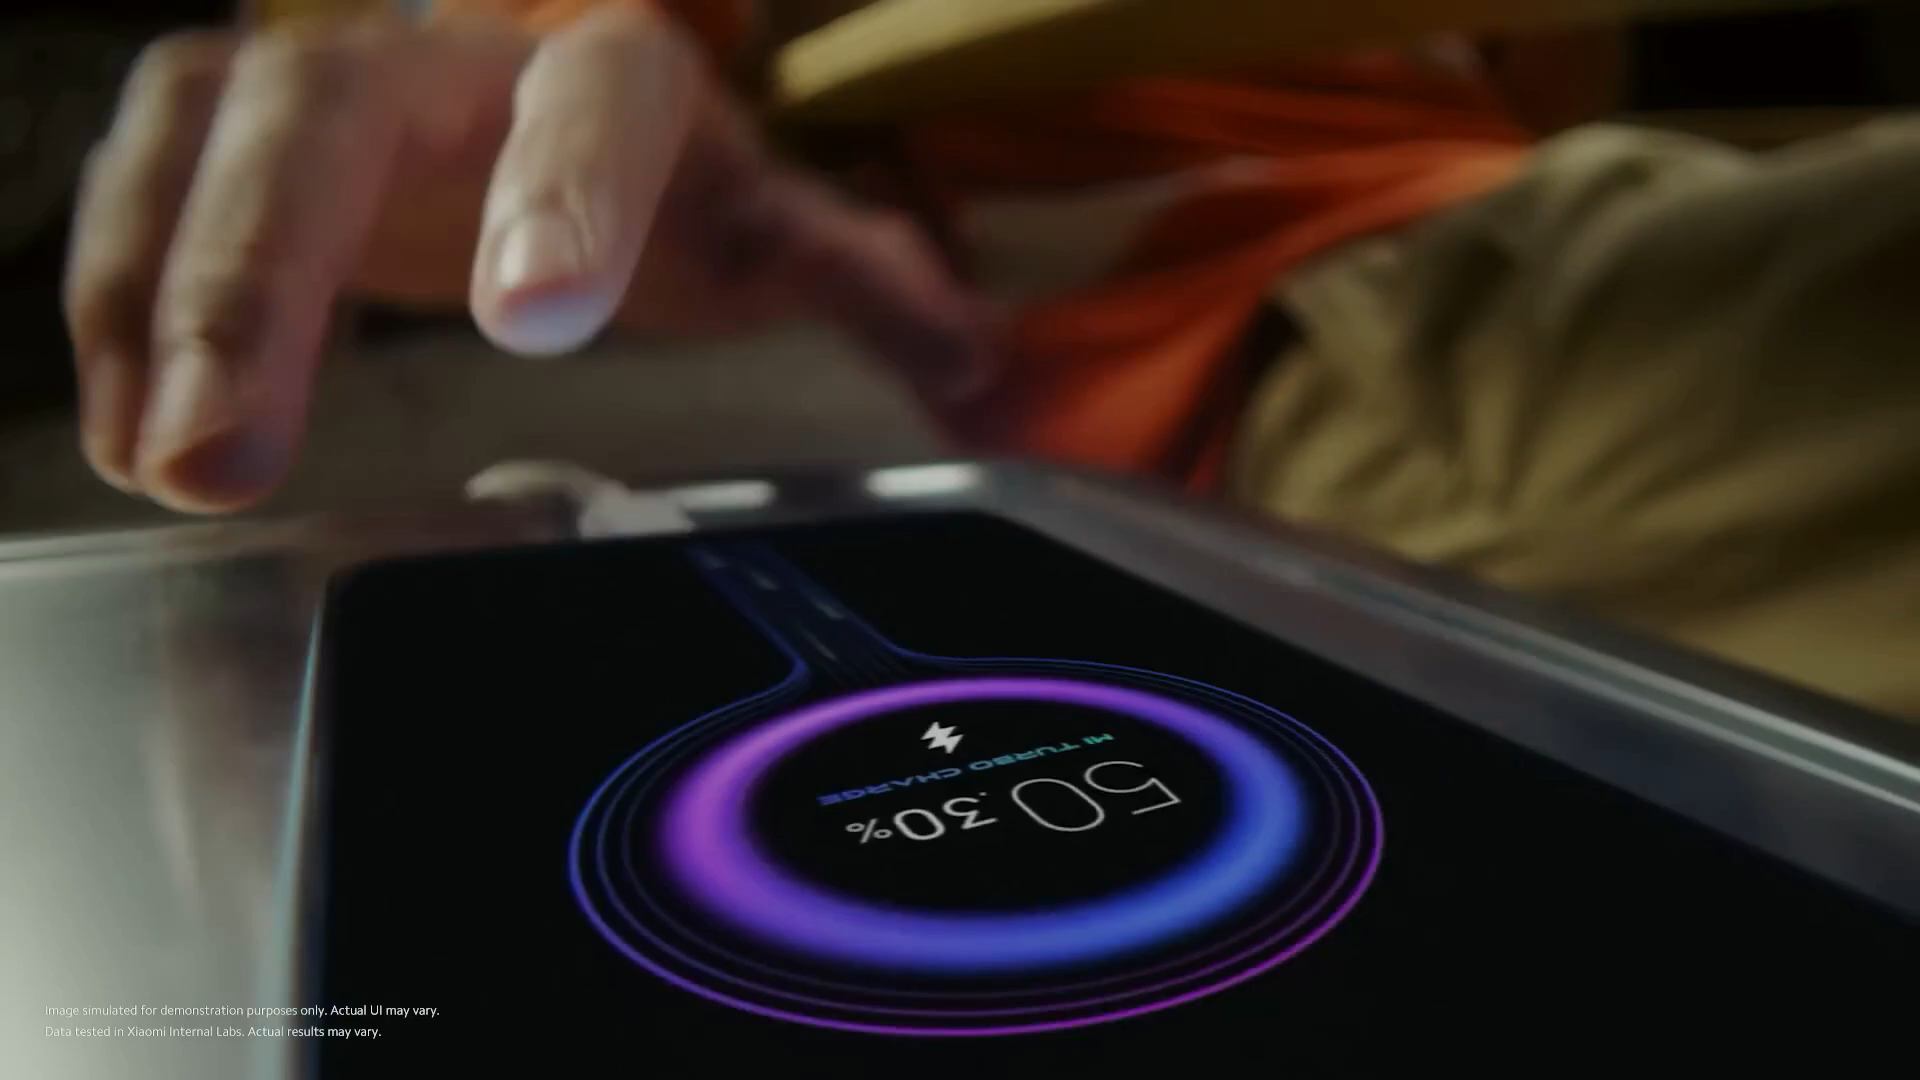 50.30%
MI TURBO CHARGE
Image simulated for demonstration purposes only. Actual UI may vary.
Data tested in Xiaomi Internal Labs. Actual results may vary.